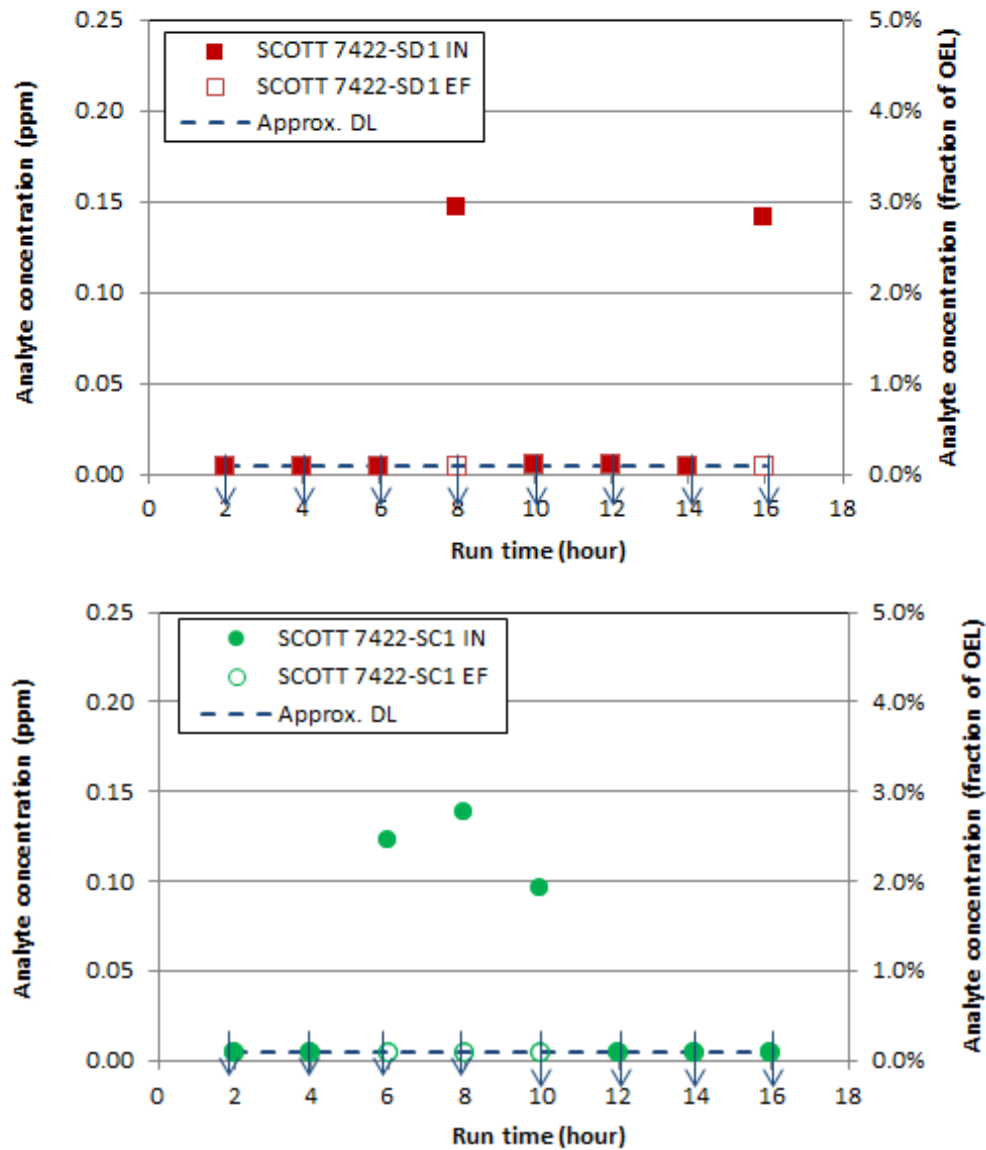 0.25 5.0%
SCOTT 7422-SD1 IN
SCOTT 7422-SD1 EF
Approx. DL
0.20 4.0%
0.15 3.0%
0.10 2.0%
0.05 1.0%
0.00 0.0%
0 2 4 6 8 10 12 14 16 18
Run time (hour)
Analyte concentration (ppm)
Analyte concentration (fraction of OEL)
0.25 5.0%
SCOTT 7422-SC1 IN
SCOTT 7422-SC1 EF
Approx. DL
0.20 4.0%
0.15 3.0%
0.10 2.0%
0.05 1.0%
0.00 0.0%
0 2 4 6 8 10 12 14 16 18
Run time (hour)
Analyte concentration (ppm)
Analyte concentration (fraction of OEL)